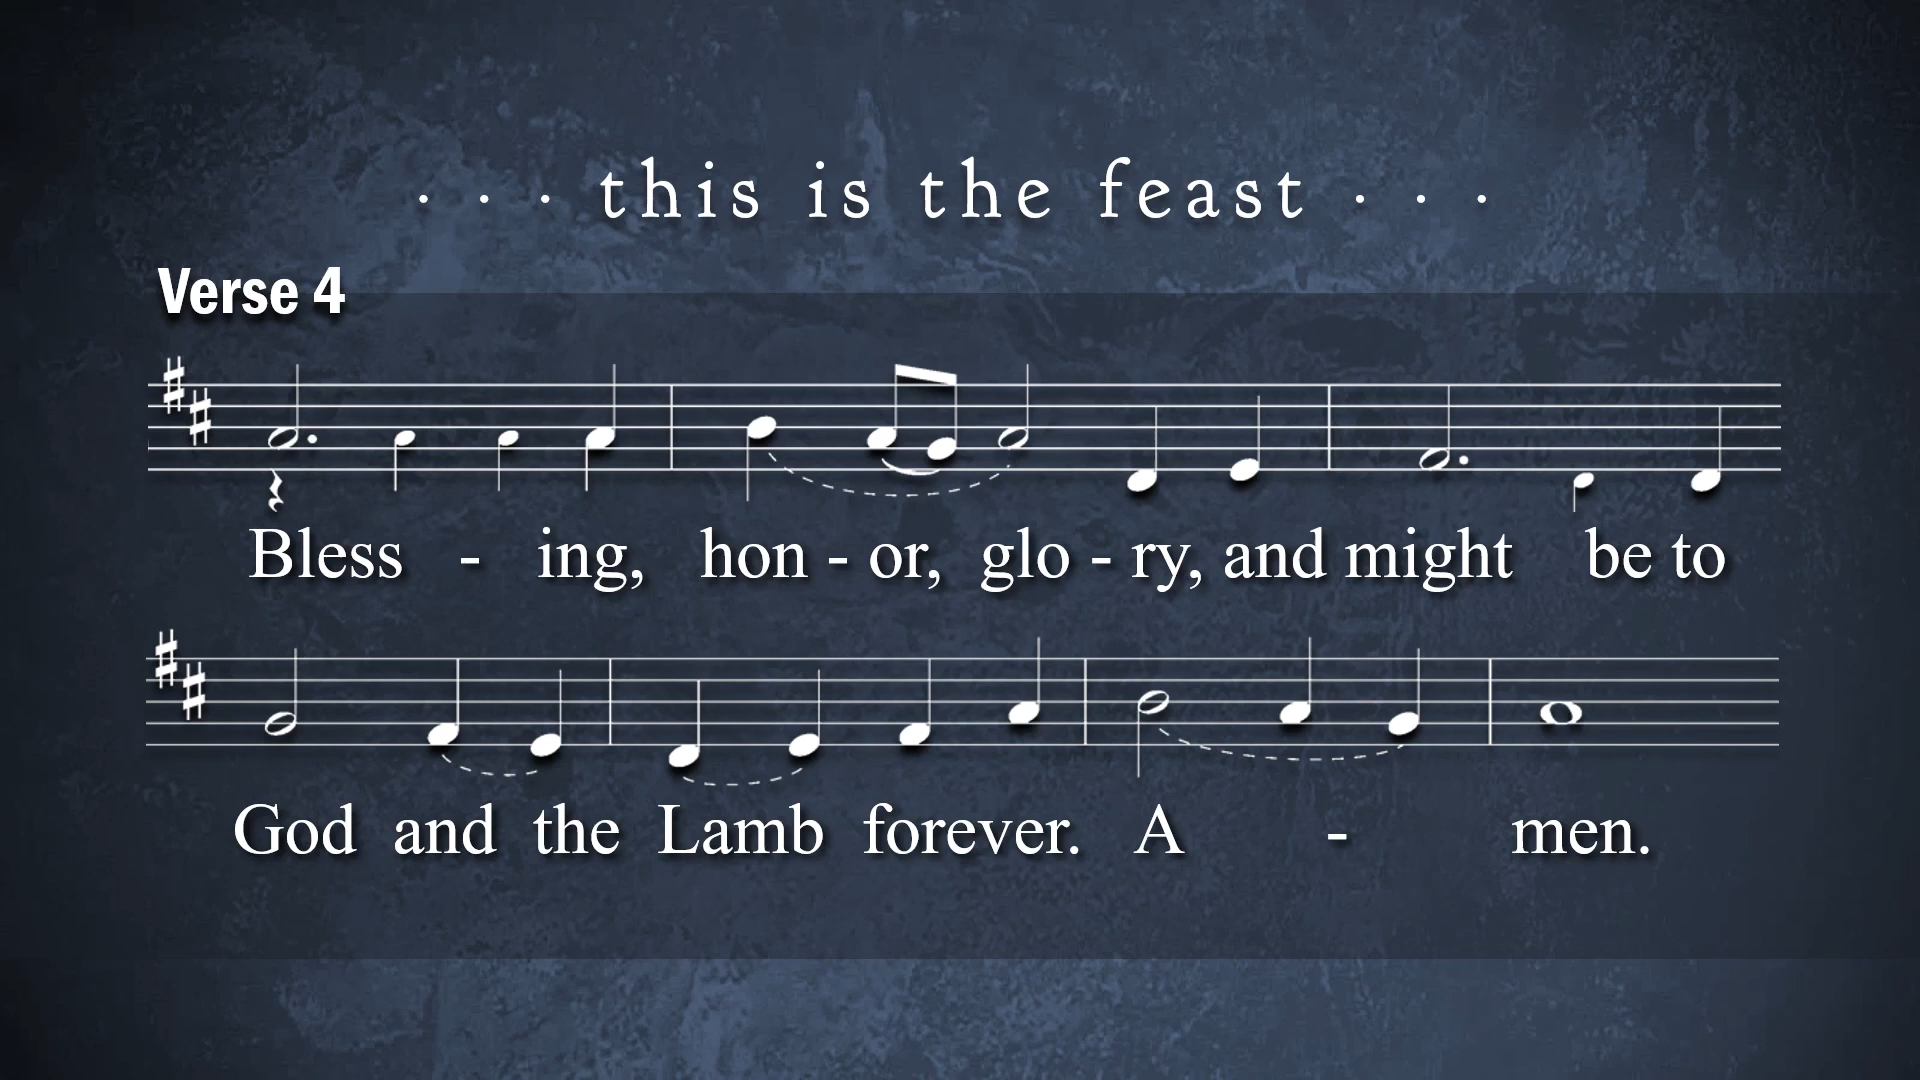 · · · this is the feast · · ·
Verse 4
Bless - ing, hon - or, glo - ry, and might be to
God and the Lamb forever. A - men.